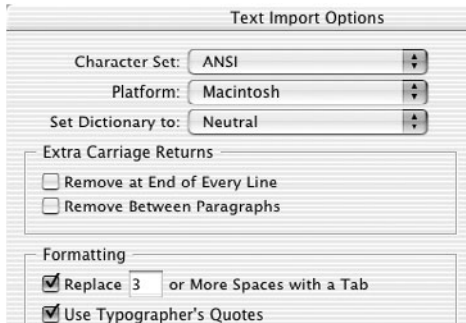 Text Import Options
Character Set: ANSI
Platform: Macintosh
Set Dictionary to: Neutral
Extra Carriage Returns
Remove at End of Every Line
Remove Between Paragraphs
Formatting
Replace 3 or More Spaces with a Tab
Use Typographer's Quotes